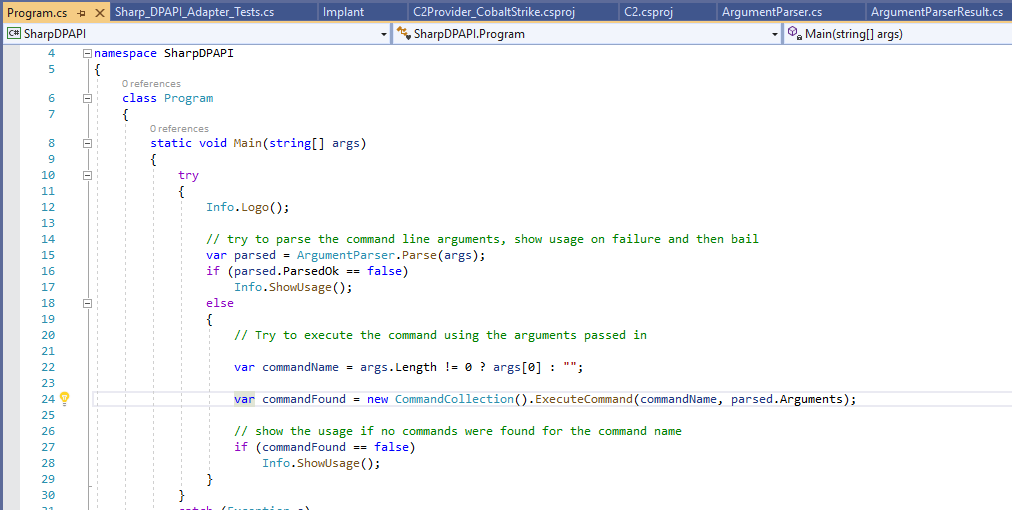 Program.cs
Sharp_DPAPI_Adapter_Tests.cs
Implant
C2Provider_CobaltStrike.csproj
C2.csproj
ArgumentParser.cs
ArgumentParserResult.cs
C# SharpDPAPI
SharpDPAPI.Program
Main(string[] args)
4 namespace SharpDPAPI
5 {
0 references
6 class Program
7 {
0 references
8 static void Main(string[] args)
9 {
10 try
11 {
12 Info.Logo();
13
14 // try to parse the command line arguments, show usage on failure and then bail
15 var parsed = ArgumentParser.Parse(args);
16 if (parsed.ParsedOk == false)
17 Info.ShowUsage();
18 else
19 {
20 // Try to execute the command using the arguments passed in
21
22 var commandName = args.Length != 0 ? args[0] : "";
23
24 var commandFound = new CommandCollection().ExecuteCommand(commandName, parsed.Arguments);
25
26 // show the usage if no commands were found for the command name
27 if (commandFound == false)
28 Info.ShowUsage();
29 }
30 }
31 catch (Exception e)